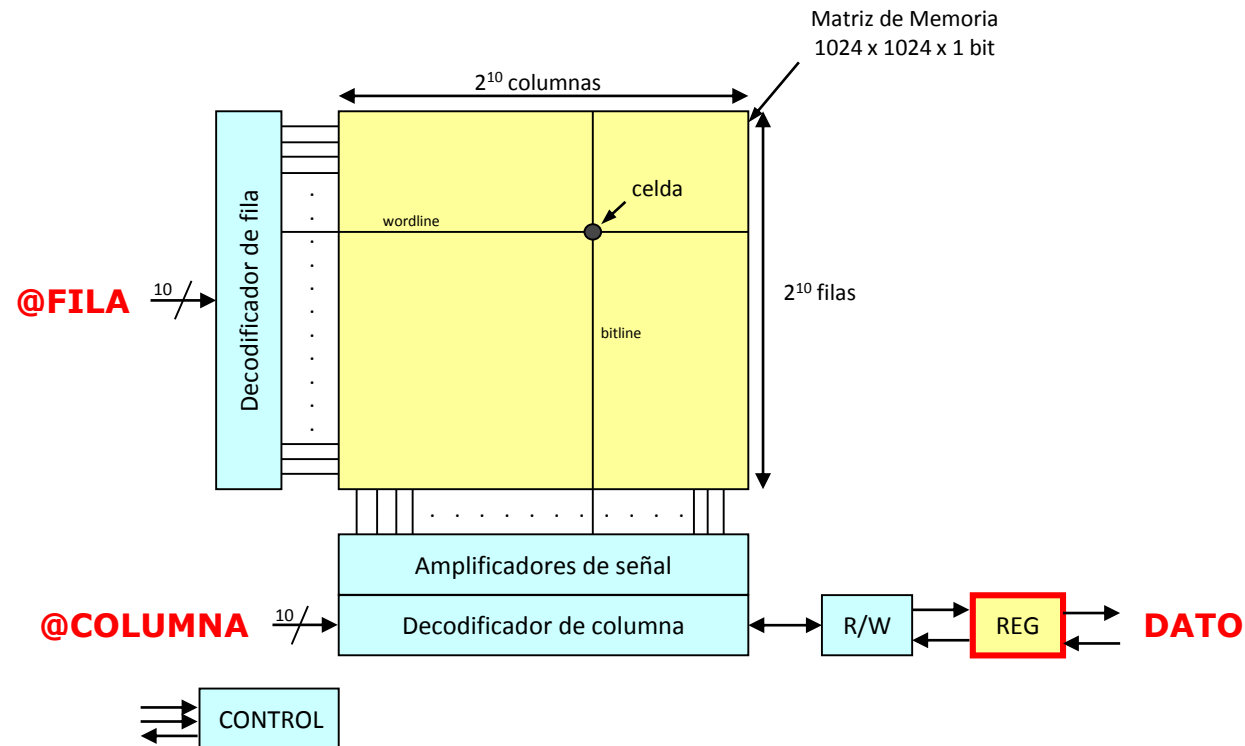 Matriz de Memoria
1024 x 1024 x 1 bit
2¹⁰ columnas
celda
wordline
Decodificador de fila
@FILA
10
2¹⁰ filas
bitline
Amplificadores de señal
@COLUMNA
10
Decodificador de columna
R/W
REG
DATO
CONTROL